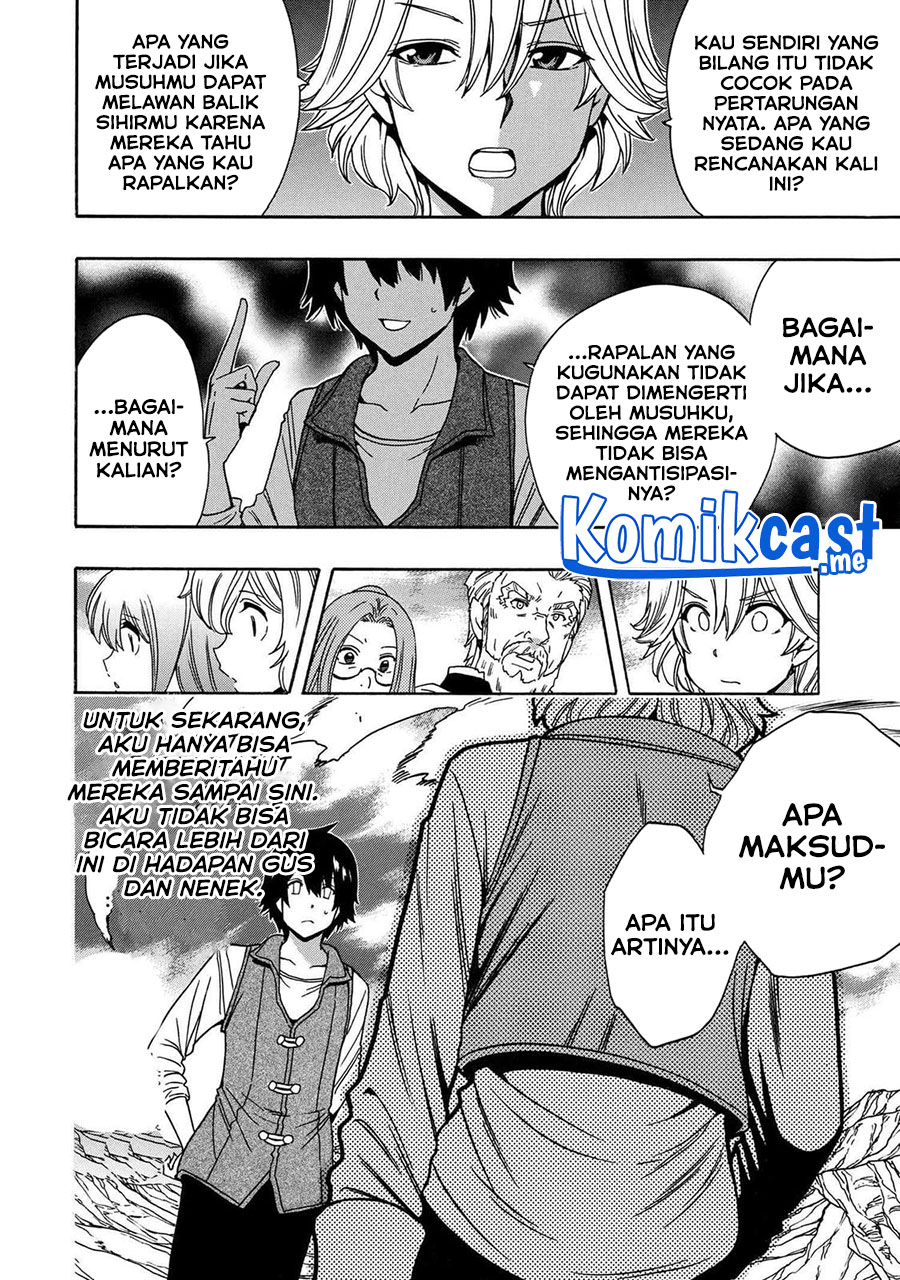 KAU SENDIRI YANG
BILANG ITU TIDAK
COCOK PADA
PERTARUNGAN
NYATA. APA YANG
SEDANG KAU
RENCANAKAN KALI
INI?
APA YANG
TERJADI JIKA
MUSUHMU DAPAT
MELAWAN BALIK
SIHIRMU KARENA
MEREKA TAHU
APA YANG KAU
RAPALKAN?
BAGAI-
MANA
JIKA...
...RAPALAN YANG
KUGUNAKAN TIDAK
DAPAT DIMENGERTI
OLEH MUSUHKU,
SEHINGGA MEREKA
TIDAK BISA
MENGANTISIPASI-
NYA?
...BAGAI-
MANA
MENURUT
KALIAN?
Komikcast
.me
APA
MAKSUD-
MU?
APA ITU
ARTINYA...
UNTUK SEKARANG,
AKU HANYA BISA
MEMBERITAHU
MEREKA SAMPAI SINI.
AKU TIDAK BISA
BICARA LEBIH DARI
INI DI HADAPAN GUS
DAN NENEK.